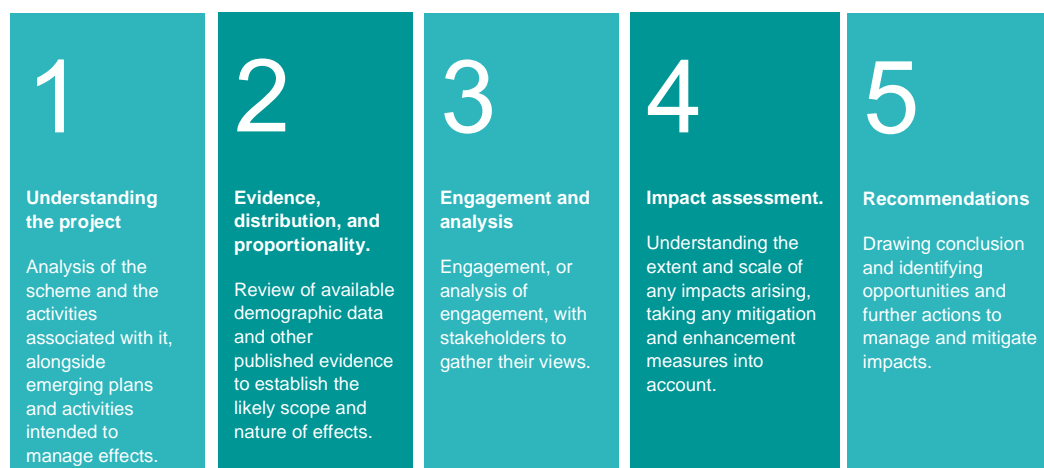 1
Understanding
the project
Analysis of the
scheme and the
activities
associated with it,
alongside
emerging plans
and activities
intended to
manage effects.
2
Evidence,
distribution, and
proportionality.
Review of available
demographic data
and other
published evidence
to establish the
likely scope and
nature of effects.
3
Engagement and
analysis
Engagement, or
analysis of
engagement, with
stakeholders to
gather their views.
4
Impact assessment.
Understanding the
extent and scale of
any impacts arising,
taking any mitigation
and enhancement
measures into
account.
5
Recommendations
Drawing conclusion
and identifying
opportunities and
further actions to
manage and mitigate
impacts.